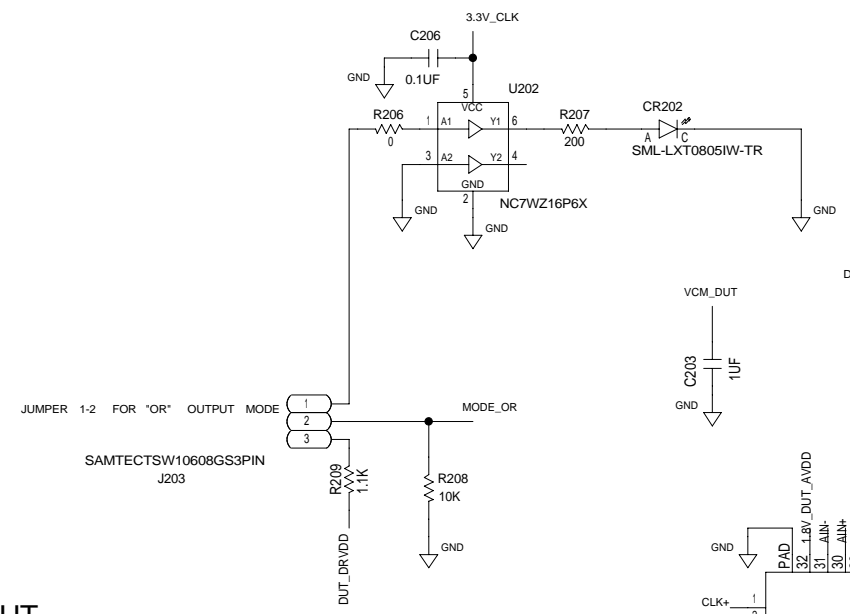 3.3V_CLK
C206
GND
0.1UF
U202
5
VCC
R206
0
1
A1
Y1
6
R207
200
CR202
A
C
SML-LXT0805IW-TR
3
A2
Y2
4
GND
2
NC7WZ16P6X
GND
GND
GND
D
VCM_DUT
C203
1UF
GND
JUMPER 1-2 FOR "OR" OUTPUT MODE
1
2
3
MODE_OR
SAMTECTSW10608GS3PIN
J203
R209
1.1K
R208
10K
GND
DUT_DRVDD
GND
PAD
32
1.8V_DUT_AVDD
31
AIN-
30
AIN+
CLK+
1
UT